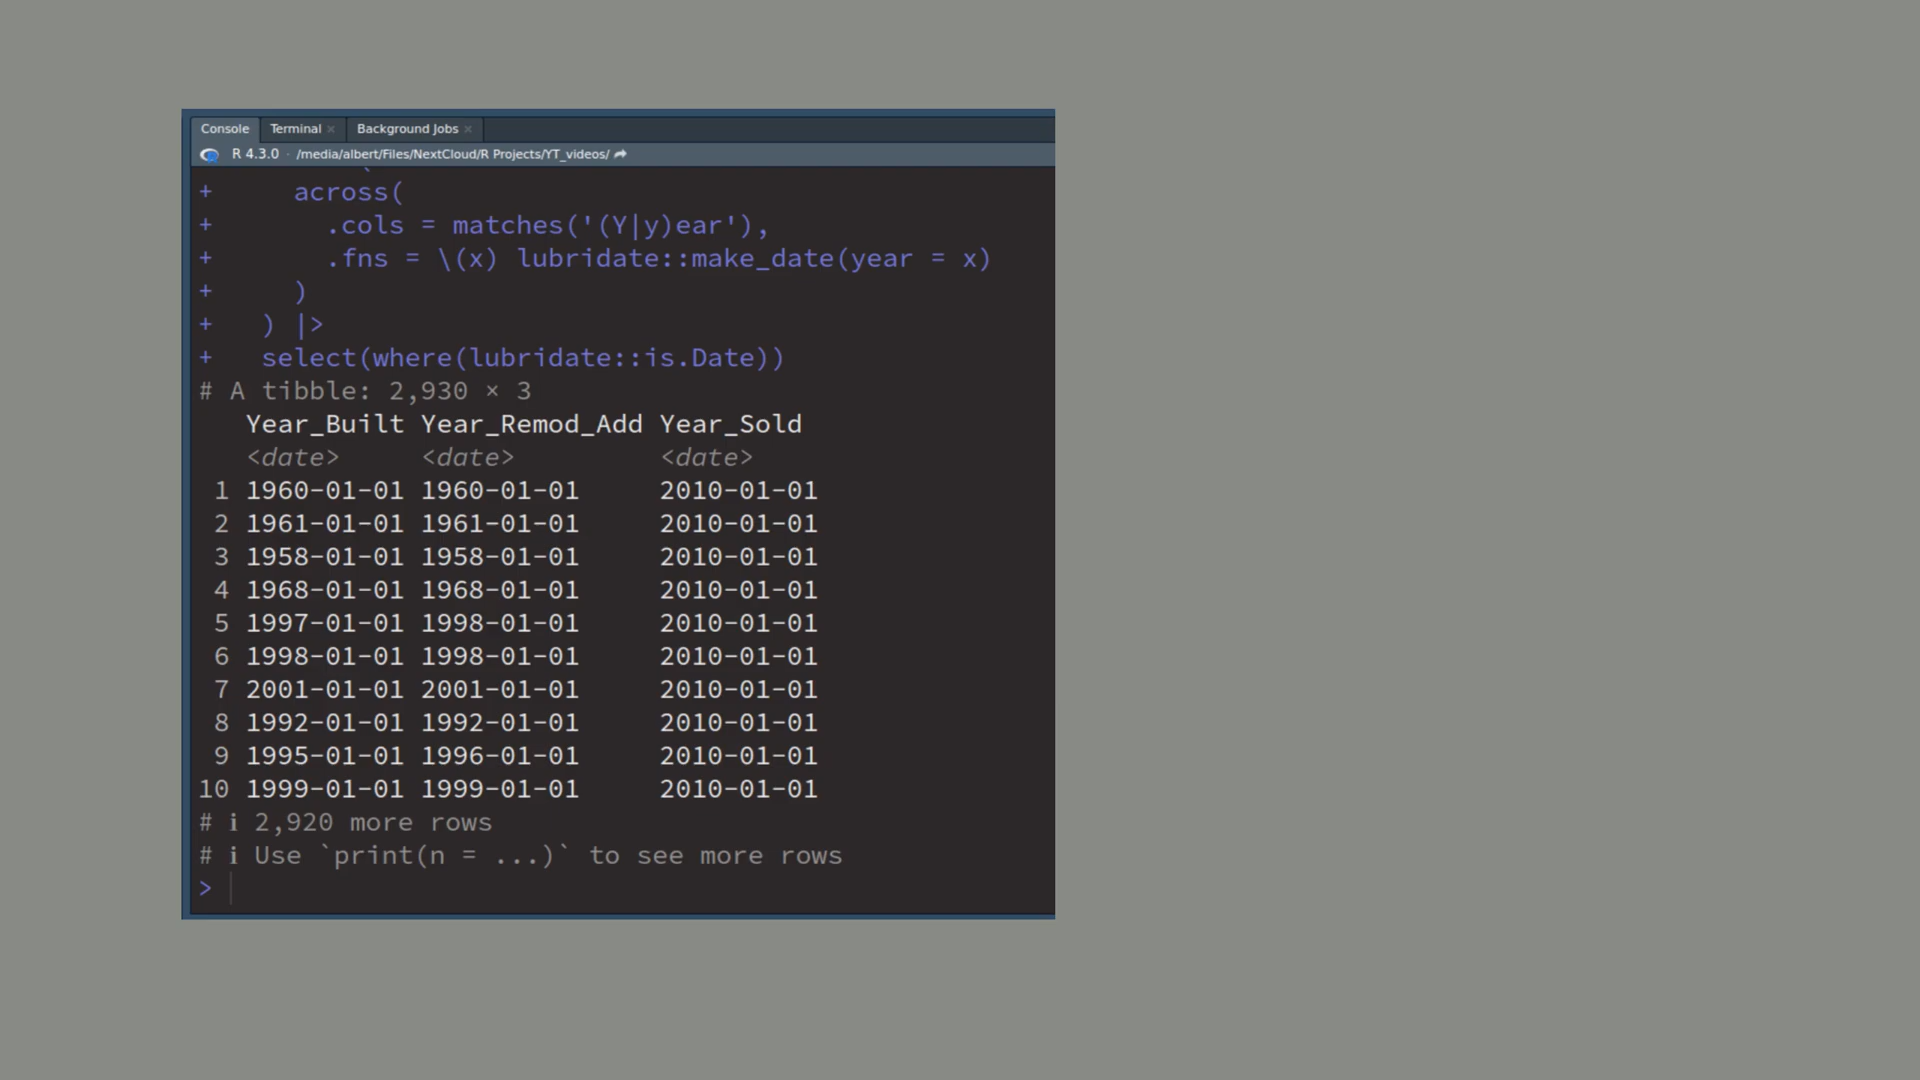 Console Terminal Background Jobs
R 4.3.0 · /media/albert/Files/NextCloud/R Projects/YT_videos/
+ across(
+ .cols = matches('(Y|y)ear'),
+ .fns = \(x) lubridate::make_date(year = x)
+ )
+ ) |>
+ select(where(lubridate::is.Date))
# A tibble: 2,930 × 3
Year_Built Year_Remod_Add Year_Sold
<date> <date> <date>
1 1960-01-01 1960-01-01 2010-01-01
2 1961-01-01 1961-01-01 2010-01-01
3 1958-01-01 1958-01-01 2010-01-01
4 1968-01-01 1968-01-01 2010-01-01
5 1997-01-01 1998-01-01 2010-01-01
6 1998-01-01 1998-01-01 2010-01-01
7 2001-01-01 2001-01-01 2010-01-01
8 1992-01-01 1992-01-01 2010-01-01
9 1995-01-01 1996-01-01 2010-01-01
10 1999-01-01 1999-01-01 2010-01-01
# ℹ 2,920 more rows
# ℹ Use `print(n = ...)` to see more rows
>